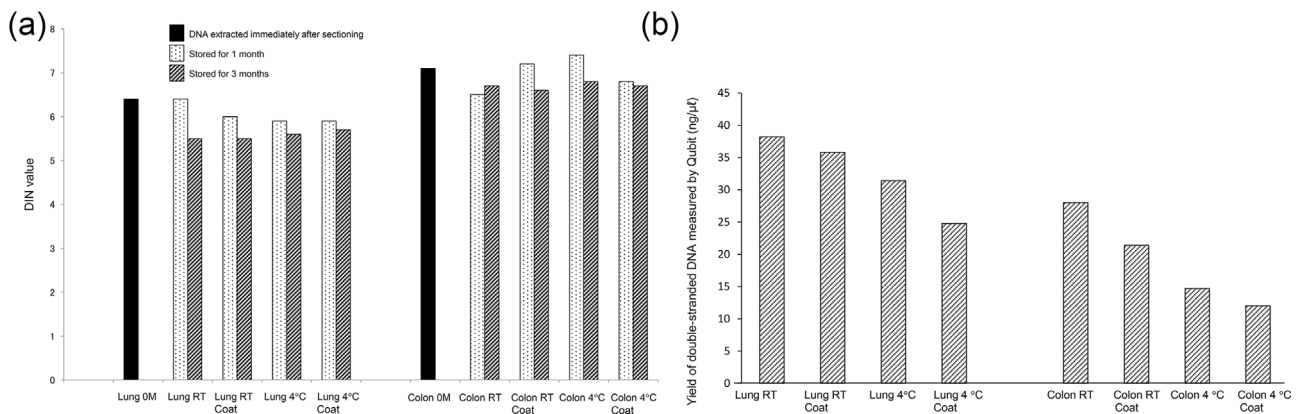 (a)
DNA extracted immediately after sectioning
Stored for 1 month
Stored for 3 months
DIN value
8
7
6
5
4
3
2
1
0
Lung 0M
Lung RT
Lung RT
Coat
Lung 4°C
Lung 4°C
Coat
Colon 0M
Colon RT
Colon RT
Coat
Colon 4°C
Colon 4°C
Coat
(b)
Yield of double-stranded DNA measured by Qubit (ng/μℓ)
45
40
35
30
25
20
15
10
5
0
Lung RT
Lung RT
Coat
Lung 4°C
Lung 4°C
Coat
Colon RT
Colon RT
Coat
Colon 4 °C
Colon 4 °C
Coat